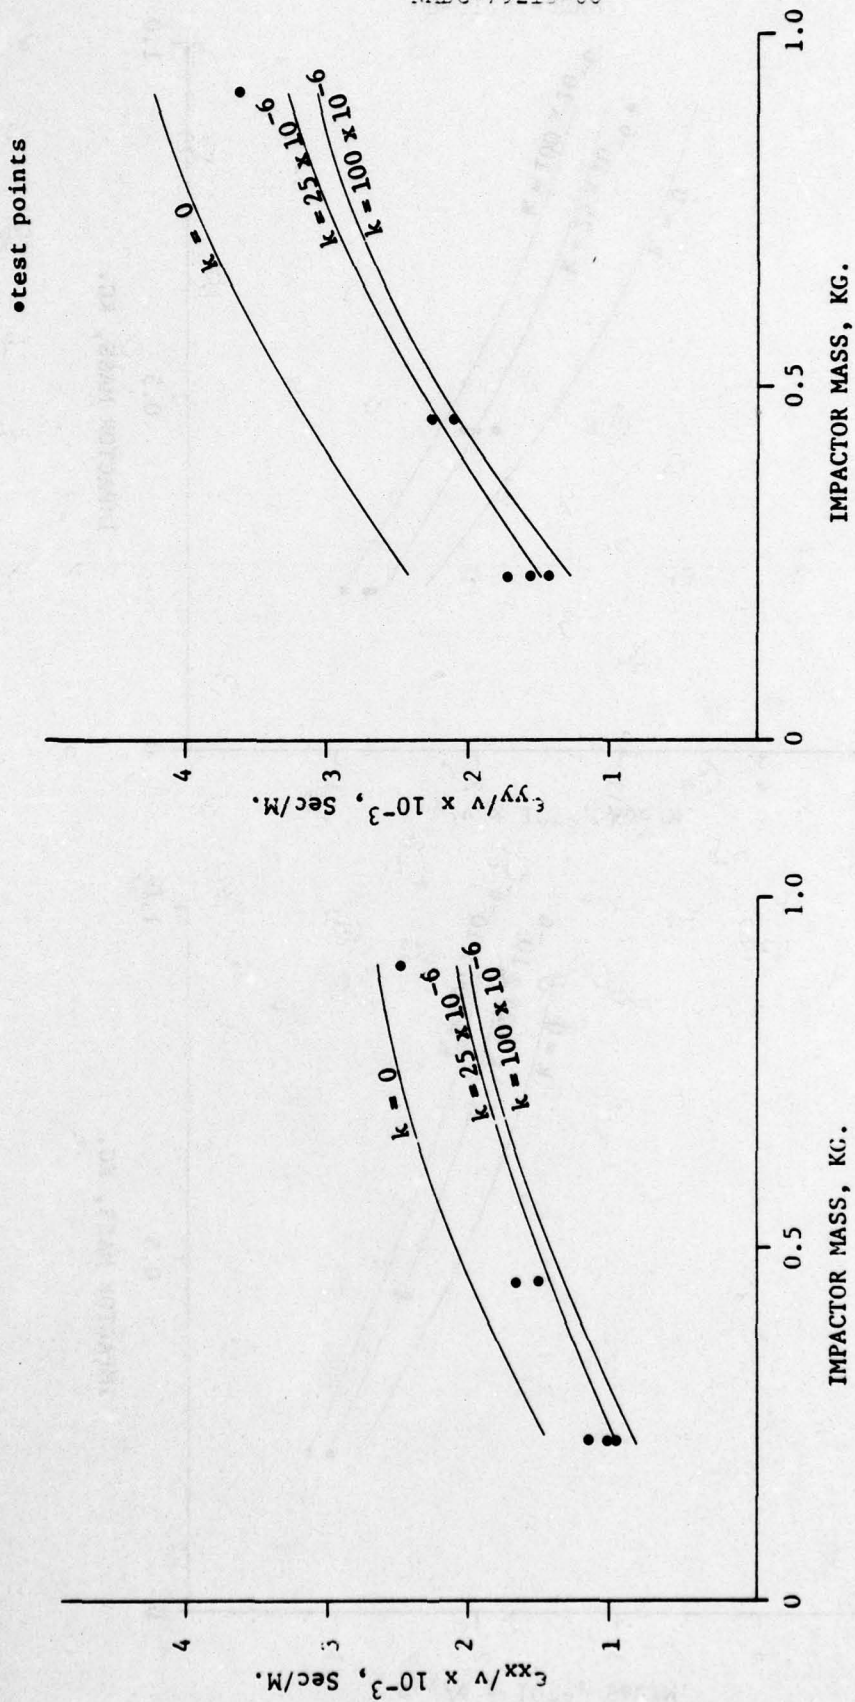 •test points
k = 0
k = 25 x 10⁻⁶
k = 100 x 10⁻⁶
4
3
2
1
εyy/v x 10⁻³, Sec/M.
0
0.5
1.0
IMPACTOR MASS, KG.
k = 0
k = 25 x 10⁻⁶
k = 100 x 10⁻⁶
4
3
2
1
εxx/v x 10⁻³, Sec/M.
0
0.5
1.0
IMPACTOR MASS, KG.